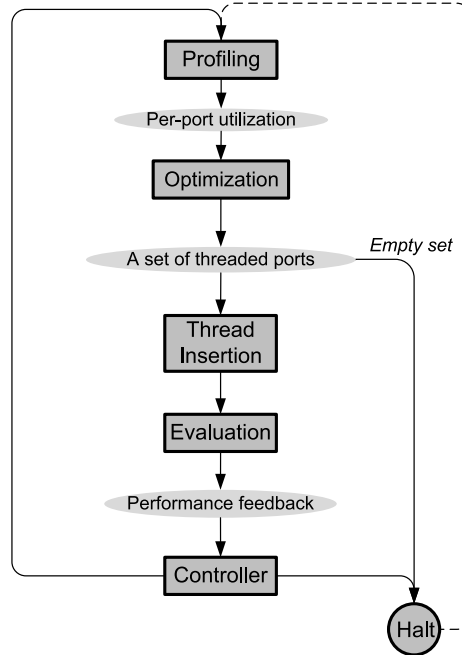 Profiling
Per-port utilization
Optimization
Empty set
A set of threaded ports
Thread
Insertion
Evaluation
Performance feedback
Controller
Halt